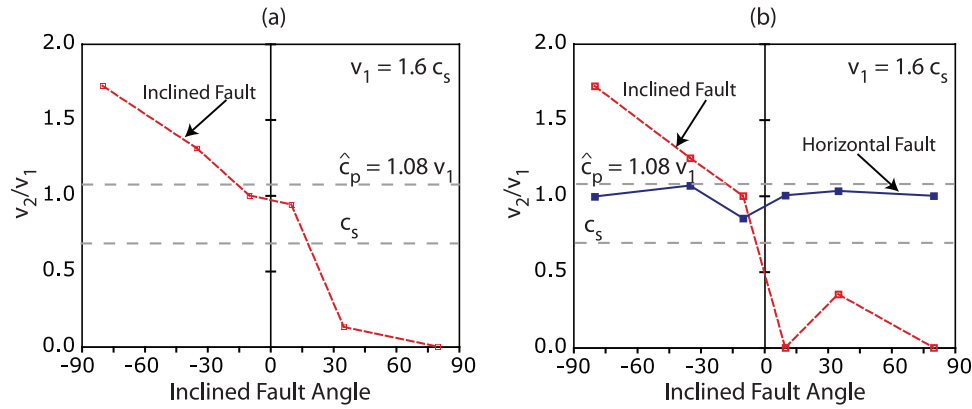 (a)
2.0
1.5
1.0
0.5
0.0
v2/v1
v1 = 1.6 cs
Inclined Fault
ĉp = 1.08 v1
cs
-90 -60 -30 0 30 60 90
Inclined Fault Angle
(b)
2.0
1.5
1.0
0.5
0.0
v2/v1
v1 = 1.6 cs
Inclined Fault
Horizontal Fault
ĉp = 1.08 v1
cs
-90 -60 -30 0 30 60 90
Inclined Fault Angle